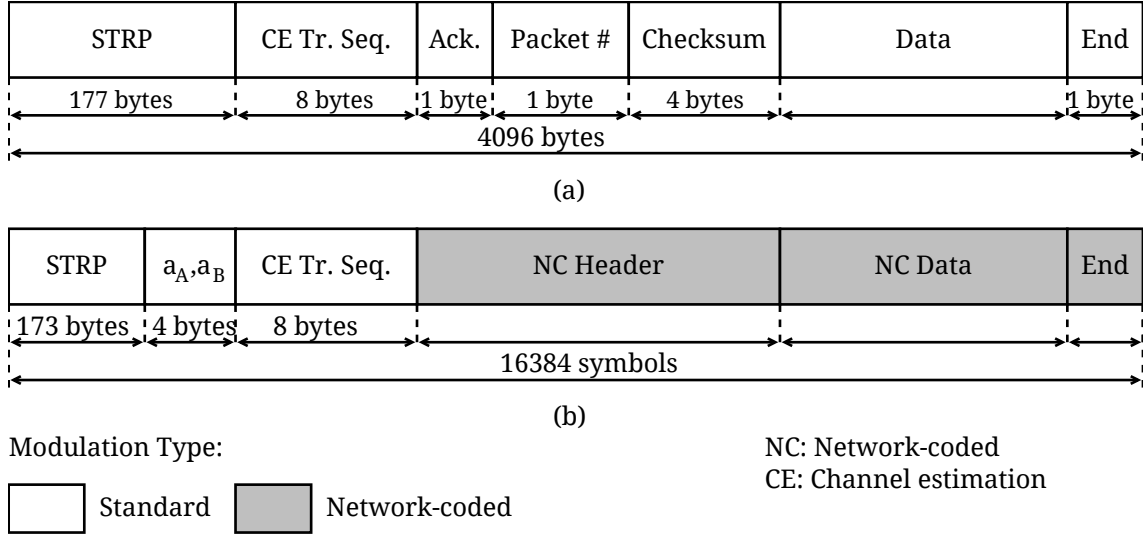 STRP CE Tr. Seq. Ack. Packet # Checksum Data End
177 bytes 8 bytes 1 byte 1 byte 4 bytes 1 byte
4096 bytes
(a)
STRP a_A,a_B CE Tr. Seq. NC Header NC Data End
173 bytes 4 bytes 8 bytes
16384 symbols
(b)
Modulation Type:
NC: Network-coded
CE: Channel estimation
Standard Network-coded